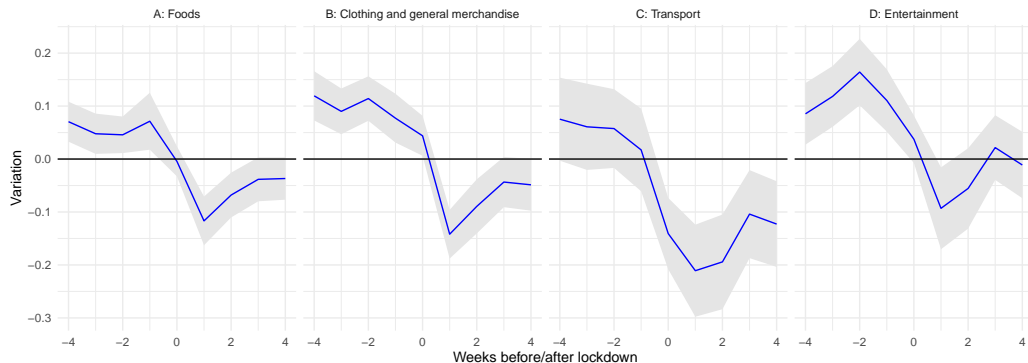 A: Foods
B: Clothing and general merchandise
C: Transport
D: Entertainment
Variation
0.2
0.1
0.0
−0.1
−0.2
−0.3
−4 −2 0 2 4
−4 −2 0 2 4
−4 −2 0 2 4
−4 −2 0 2 4
Weeks before/after lockdown